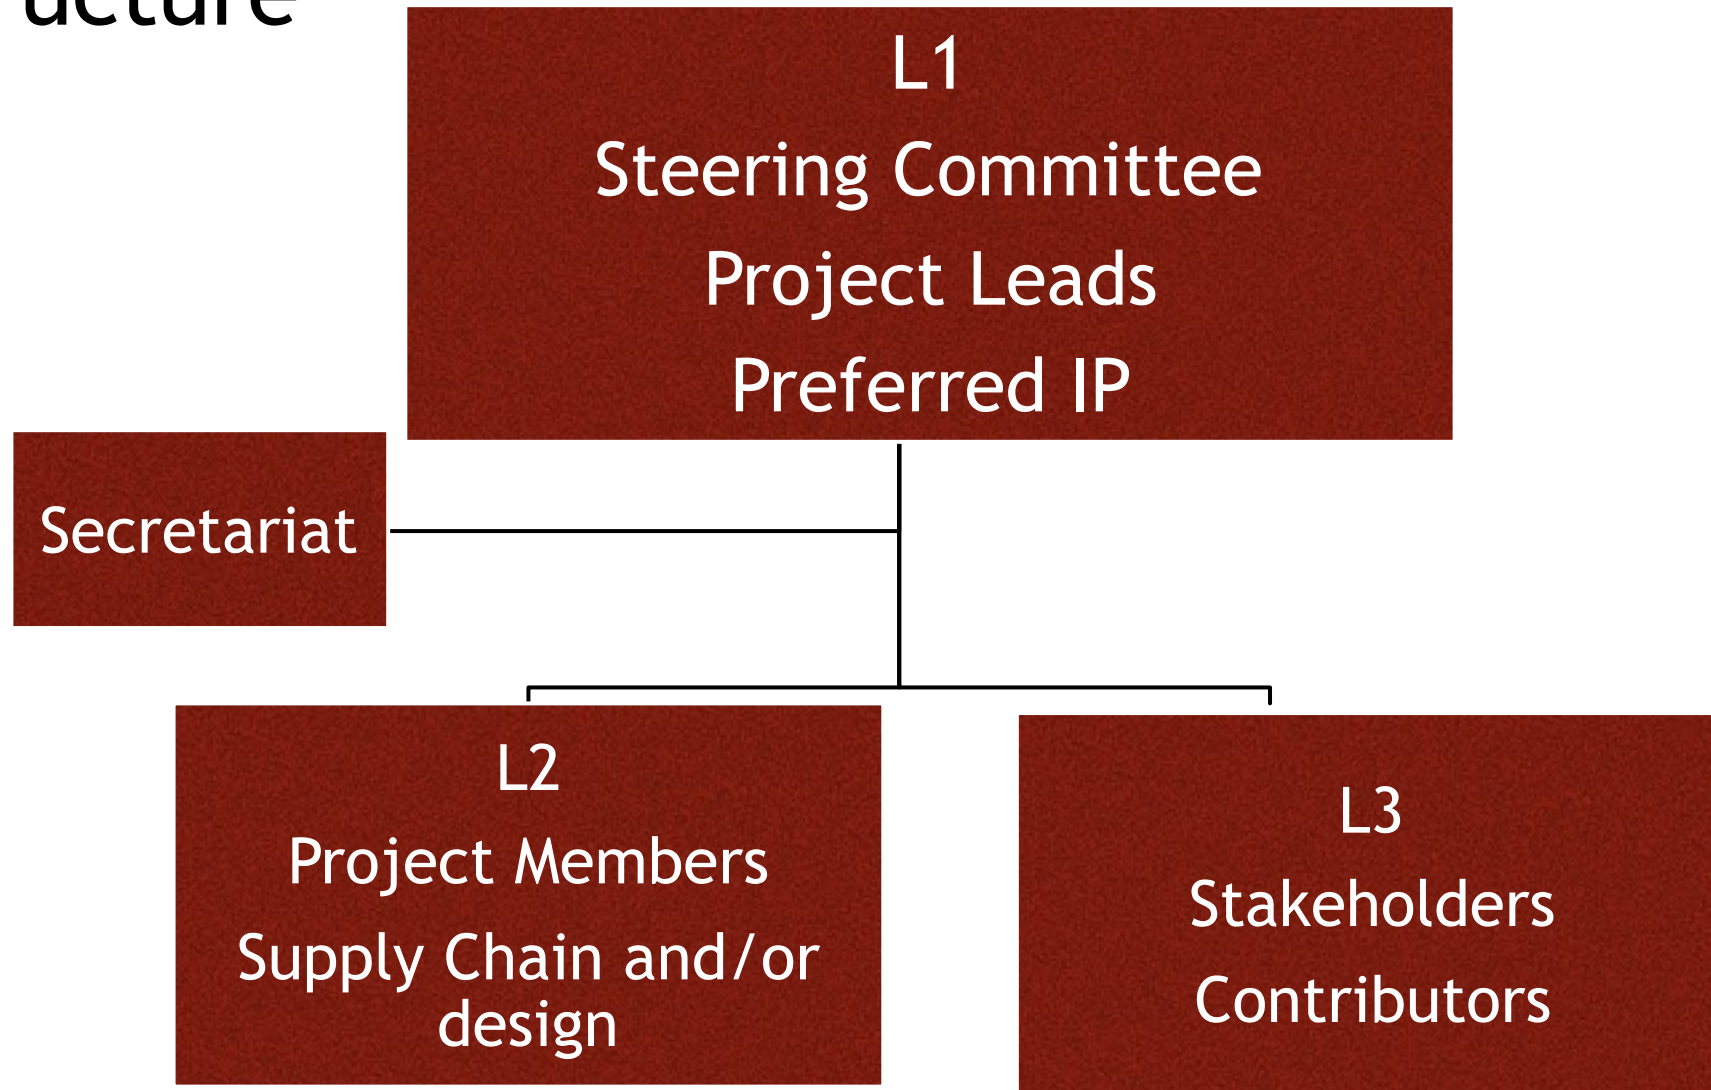 ucture
L1
Steering Committee
Project Leads
Preferred IP
Secretariat
L2
Project Members
Supply Chain and/or
design
L3
Stakeholders
Contributors